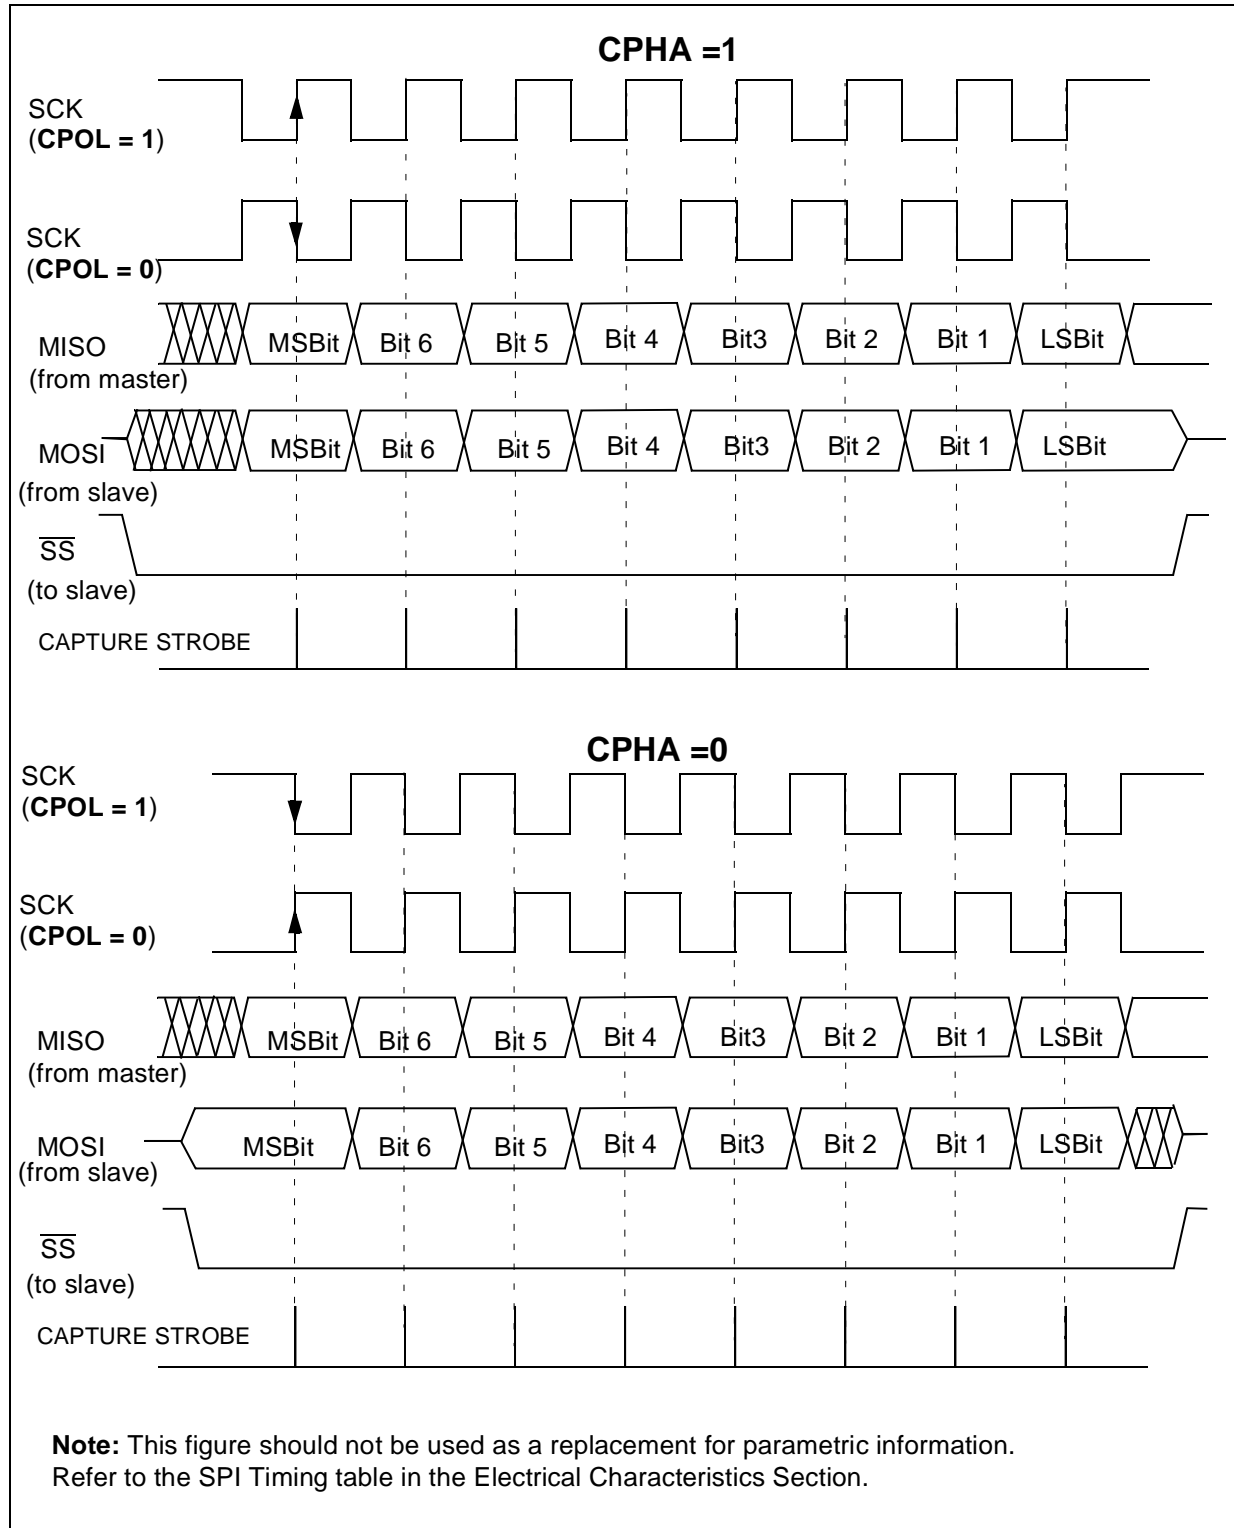 CPHA =1
SCK
(CPOL = 1)
SCK
(CPOL = 0)
MISO
(from master)
MSBit Bit 6 Bit 5 Bit 4 Bit3 Bit 2 Bit 1 LSBit
MOSI
(from slave)
MSBit Bit 6 Bit 5 Bit 4 Bit3 Bit 2 Bit 1 LSBit
SS
(to slave)
CAPTURE STROBE
CPHA =0
SCK
(CPOL = 1)
SCK
(CPOL = 0)
MISO
(from master)
MSBit Bit 6 Bit 5 Bit 4 Bit3 Bit 2 Bit 1 LSBit
MOSI
(from slave)
MSBit Bit 6 Bit 5 Bit 4 Bit3 Bit 2 Bit 1 LSBit
SS
(to slave)
CAPTURE STROBE
Note: This figure should not be used as a replacement for parametric information.
Refer to the SPI Timing table in the Electrical Characteristics Section.